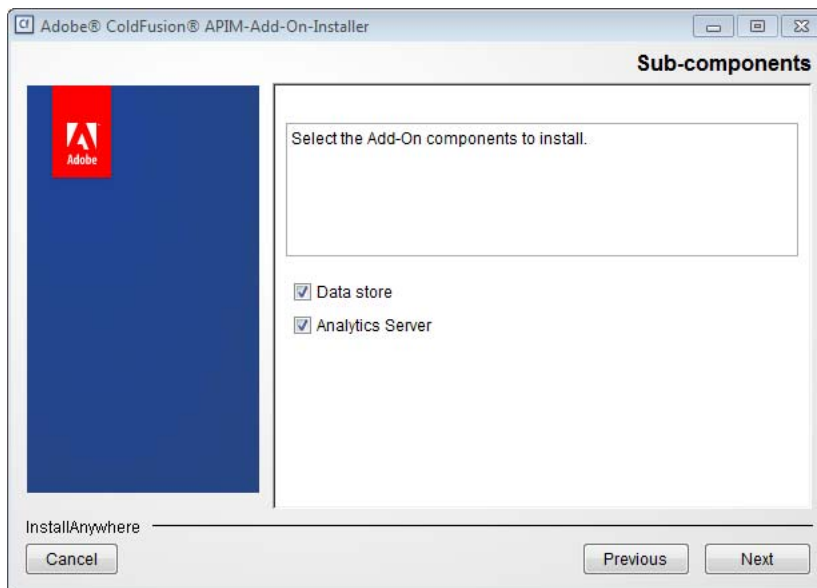 Cf Adobe® ColdFusion® APIM-Add-On-Installer
Sub-components
Adobe
Select the Add-On components to install.
Data store
Analytics Server
InstallAnywhere
Cancel
Previous
Next